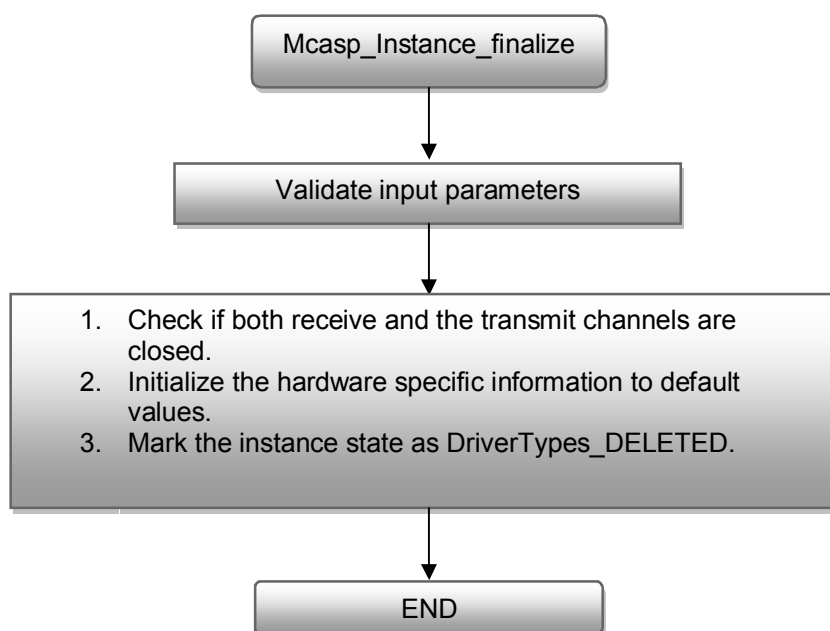 Mcasp_Instance_finalize
Validate input parameters
1. Check if both receive and the transmit channels are
closed.
2. Initialize the hardware specific information to default
values.
3. Mark the instance state as DriverTypes_DELETED.
END